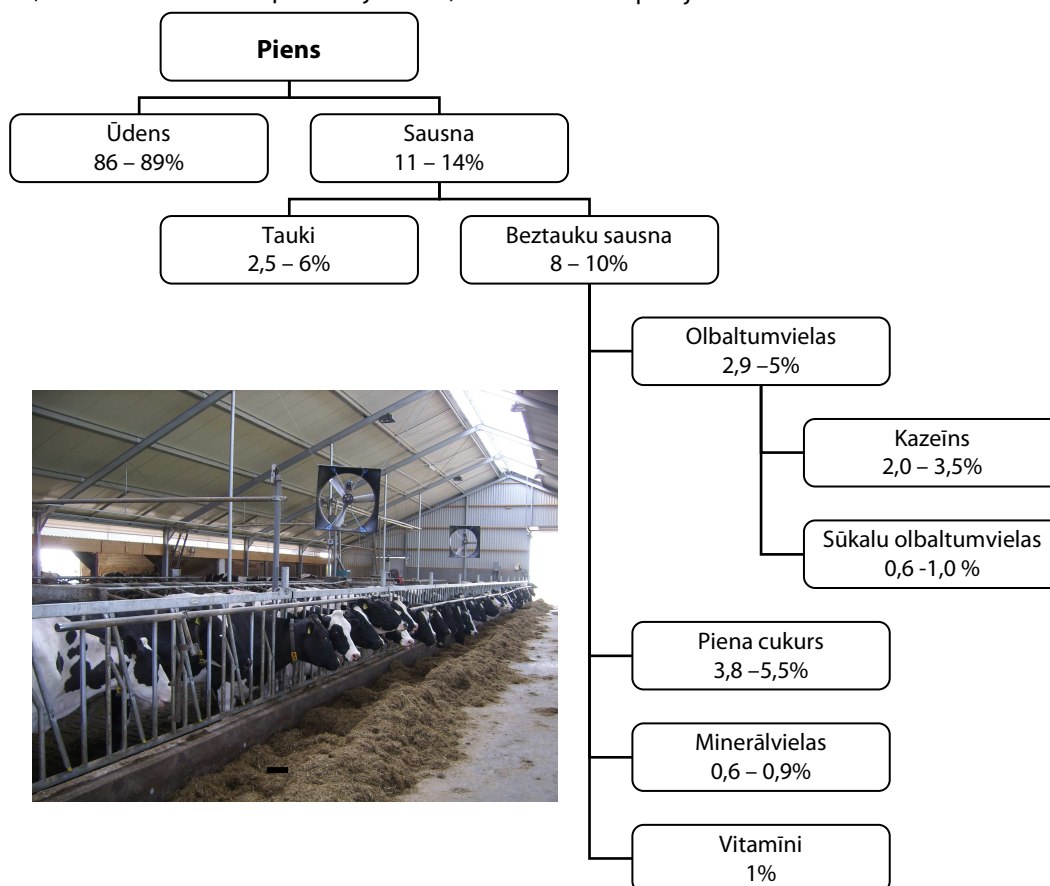 Piens
Ūdens
86 – 89%
Sausna
11 – 14%
Tauki
2,5 – 6%
Beztauku sausna
8 – 10%
Olbaltumvielas
2,9 –5%
Kazeīns
2,0 – 3,5%
Sūkalu olbaltumvielas
0,6 -1,0 %
Piena cukurs
3,8 –5,5%
Minerālvielas
0,6 – 0,9%
Vitamīni
1%